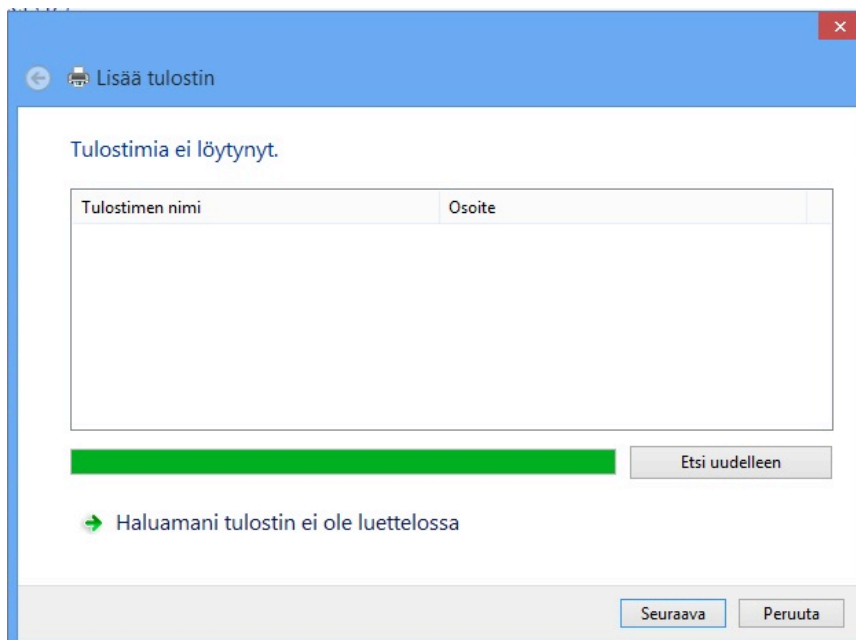 Lisää tulostin
Tulostimia ei löytynyt.
Tulostimen nimi Osoite
Etsi uudelleen
Haluamani tulostin ei ole luettelossa
Seuraava Peruuta